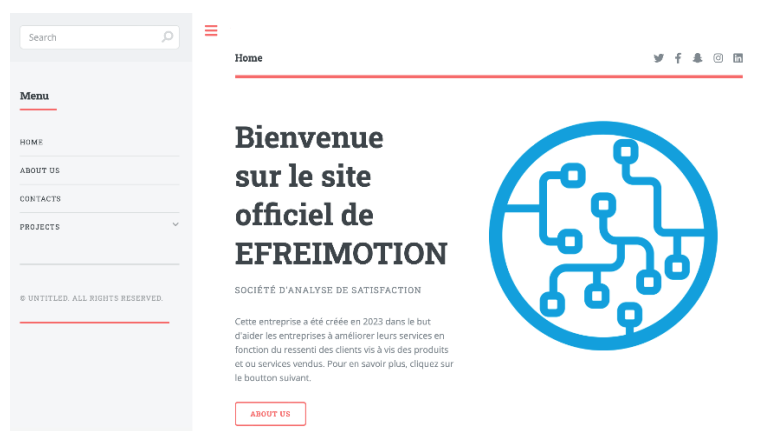 Search
Menu
HOME
ABOUT US
CONTACTS
PROJECTS
© UNTITLED. ALL RIGHTS RESERVED.
Home
Bienvenue
sur le site
officiel de
EFREIMOTION
SOCIÉTÉ D'ANALYSE DE SATISFACTION
Cette entreprise a été créée en 2023 dans le but
d'aider les entreprises à améliorer leurs services en
fonction du ressenti des clients vis à vis des produits
et ou services vendus. Pour en savoir plus, cliquez sur
le boutton suivant.
ABOUT US